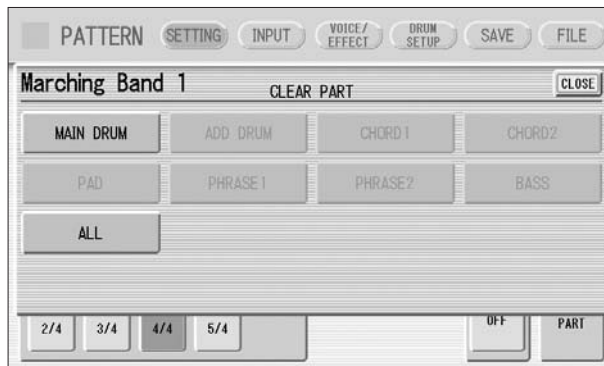 PATTERN SETTING INPUT VOICE/ EFFECT DRUM SETUP SAVE FILE
Marching Band 1 CLEAR PART CLOSE
MAIN DRUM ADD DRUM CHORD1 CHORD2
PAD PHRASE1 PHRASE2 BASS
ALL
2/4 3/4 4/4 5/4 OFF PART